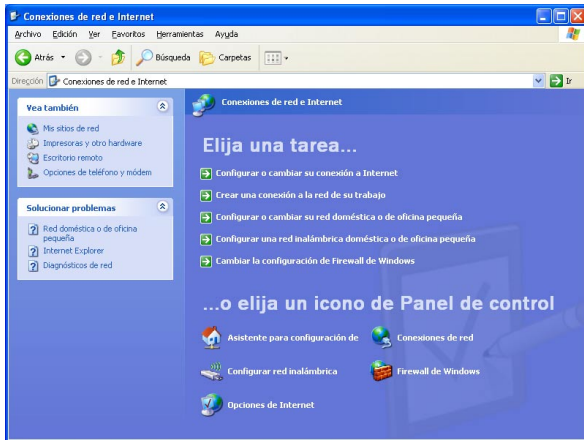 Conexiones de red e Internet
Archivo Edición Ver Favoritos Herramientas Ayuda
Atrás Búsqueda Carpetas
Dirección Conexiones de red e Internet Ir
Vea también
Mis sitios de red
Impresoras y otro hardware
Escritorio remoto
Opciones de teléfono y módem
Solucionar problemas
Red doméstica o de oficina
pequeña
Internet Explorer
Diagnósticos de red
Conexiones de red e Internet
Elija una tarea...
Configurar o cambiar su conexión a Internet
Crear una conexión a la red de su trabajo
Configurar o cambiar su red doméstica o de oficina pequeña
Configurar una red inalámbrica doméstica o de oficina pequeña
Cambiar la configuración de Firewall de Windows
...o elija un icono de Panel de control
Asistente para configuración de Conexiones de red
Configurar red inalámbrica Firewall de Windows
Opciones de Internet